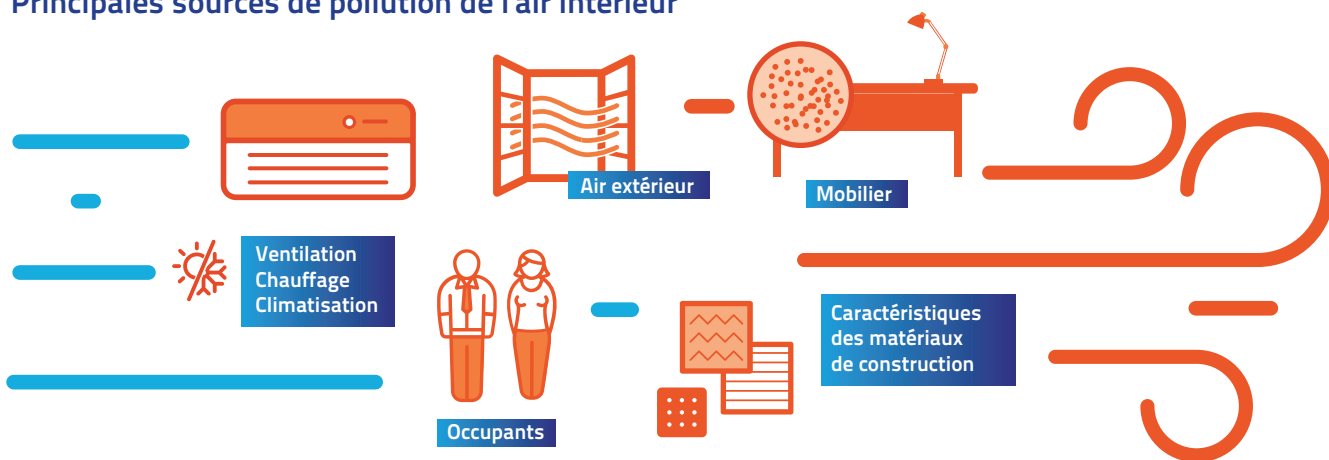 Principales sources de pollution de l'air intérieur
Air extérieur
Mobilier
Ventilation
Chauffage
Climatisation
Caractéristiques
des matériaux
de construction
Occupants